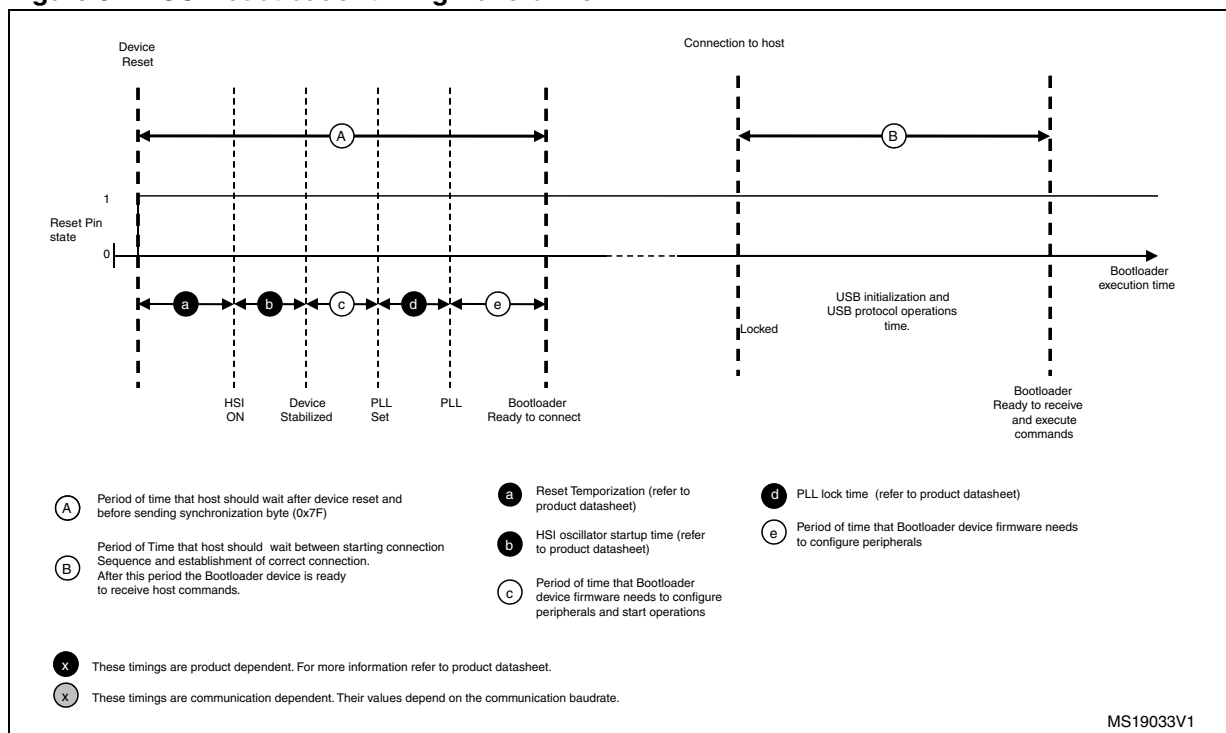 Device
Reset
Connection to host
A
B
1
Reset Pin
state
0
Bootloader
execution time
a
b
c
d
e
USB initialization and
USB protocol operations
time.
Locked
HSI
ON
Device
Stabilized
PLL
Set
PLL
Bootloader
Ready to connect
Bootloader
Ready to receive
and execute
commands
A
Period of time that host should wait after device reset and
before sending synchronization byte (0x7F)
B
Period of Time that host should wait between starting connection
Sequence and establishment of correct connection.
After this period the Bootloader device is ready
to receive host commands.
a
Reset Temporization (refer to
product datasheet)
b
HSI oscillator startup time (refer
to product datasheet)
c
Period of time that Bootloader
device firmware needs to configure
peripherals and start operations
d
PLL lock time (refer to product datasheet)
e
Period of time that Bootloader device firmware needs
to configure peripherals
x
These timings are product dependent. For more information refer to product datasheet.
x
These timings are communication dependent. Their values depend on the communication baudrate.
MS19033V1